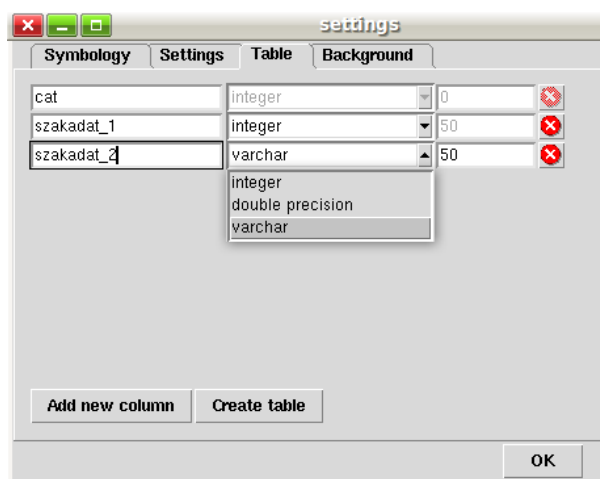 settings
Symbology Settings Table Background
cat integer 0
szakadat_1 integer 50
szakadat_2 varchar 50
integer
double precision
varchar
Add new column Create table
OK